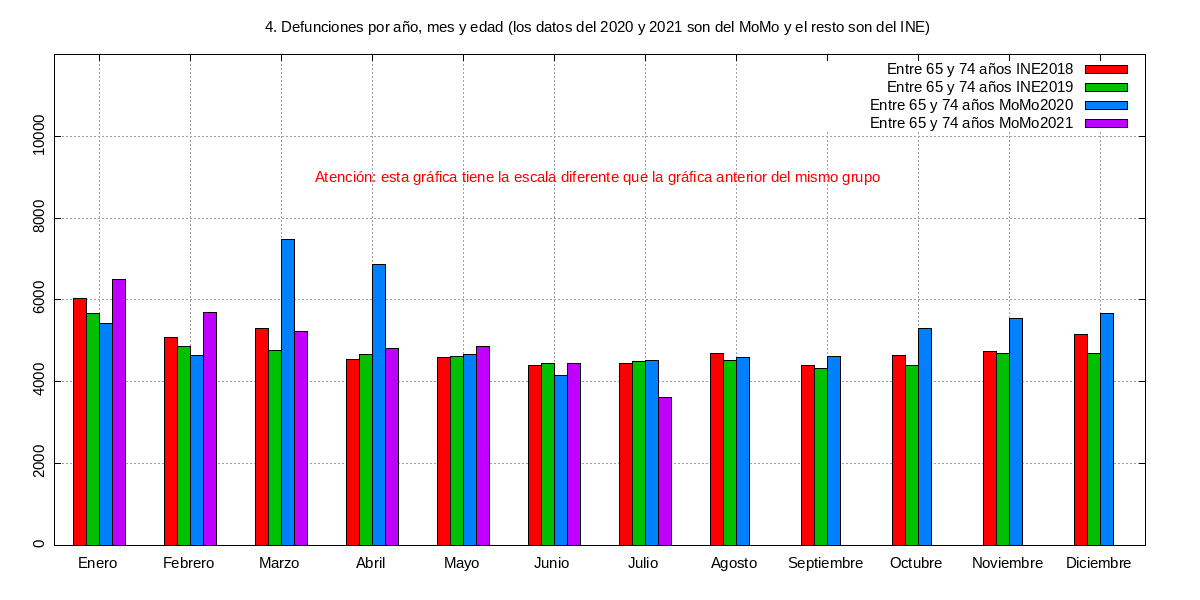 4. Defunciones por año, mes y edad (los datos del 2020 y 2021 son del MoMo y el resto son del INE)
Entre 65 y 74 años INE2018
Entre 65 y 74 años INE2019
Entre 65 y 74 años MoMo2020
Entre 65 y 74 años MoMo2021
Atención: esta gráfica tiene la escala diferente que la gráfica anterior del mismo grupo
10000
8000
6000
4000
2000
0
Enero Febrero Marzo Abril Mayo Junio Julio Agosto Septiembre Octubre Noviembre Diciembre